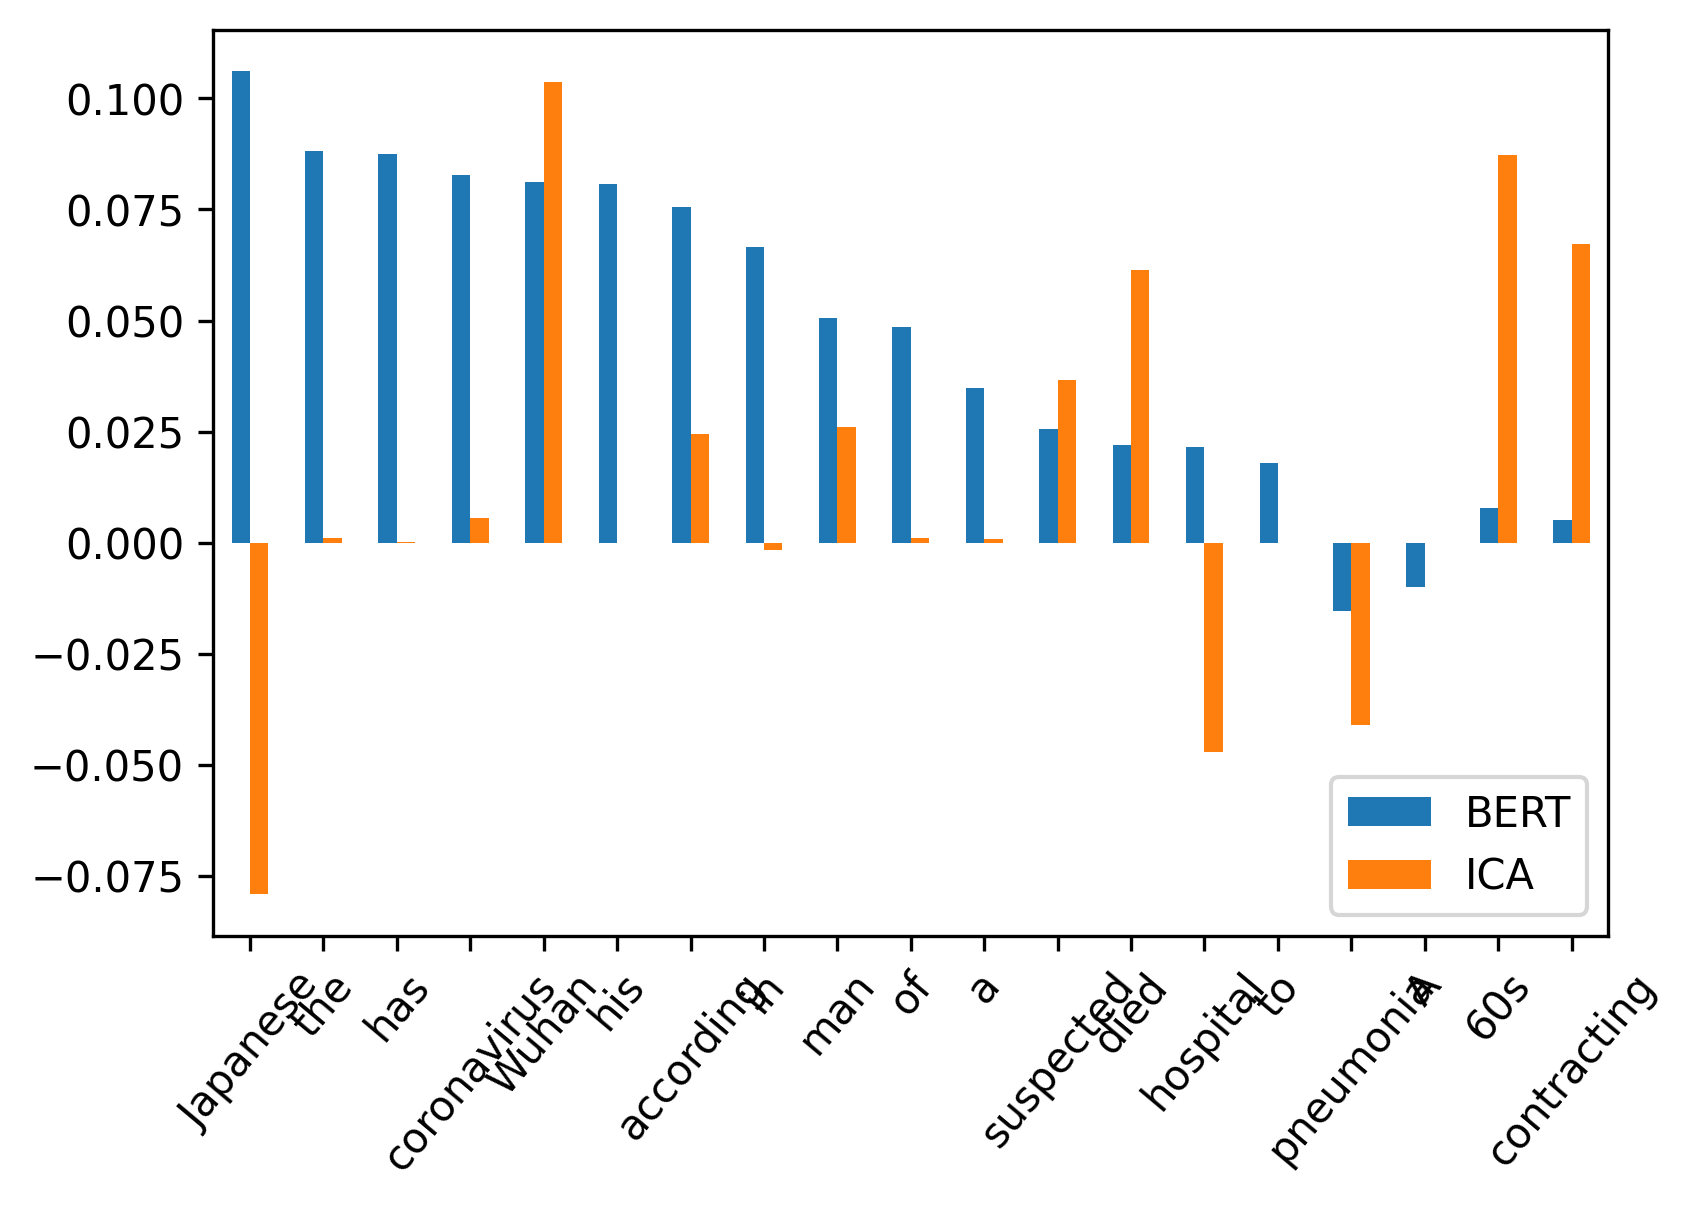 0.100
0.075
0.050
0.025
0.000
−0.025
−0.050
−0.075
BERT
ICA
Japanese
the
has
coronavirus
Wuhan
his
according
in
man
of
a
suspected
died
hospital
to
pneumonia
A
60s
contracting